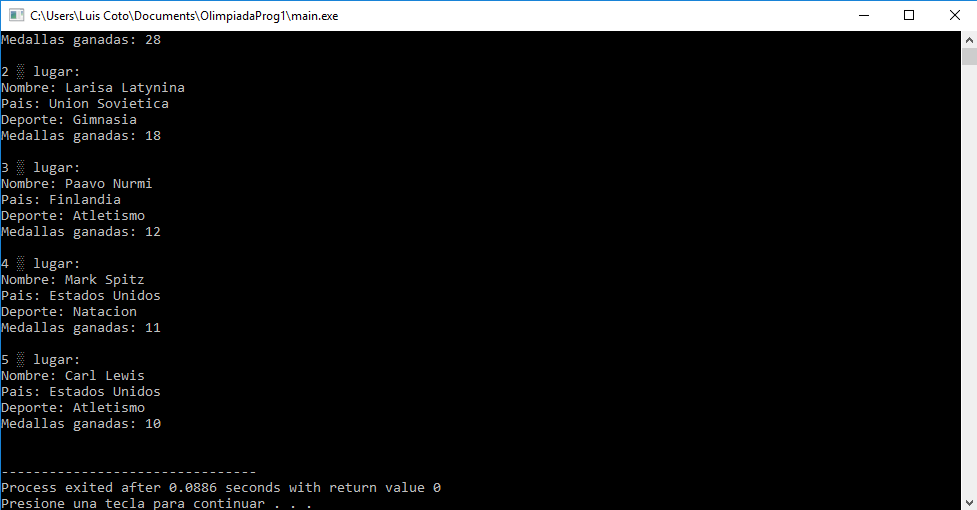 C:\Users\Luis Coto\Documents\OlimpiadaProg1\main.exe
Medallas ganadas: 28
2 ▒ lugar:
Nombre: Larisa Latynina
Pais: Union Sovietica
Deporte: Gimnasia
Medallas ganadas: 18
3 ▒ lugar:
Nombre: Paavo Nurmi
Pais: Finlandia
Deporte: Atletismo
Medallas ganadas: 12
4 ▒ lugar:
Nombre: Mark Spitz
Pais: Estados Unidos
Deporte: Natacion
Medallas ganadas: 11
5 ▒ lugar:
Nombre: Carl Lewis
Pais: Estados Unidos
Deporte: Atletismo
Medallas ganadas: 10
--------------------------------
Process exited after 0.0886 seconds with return value 0
Presione una tecla para continuar . . .